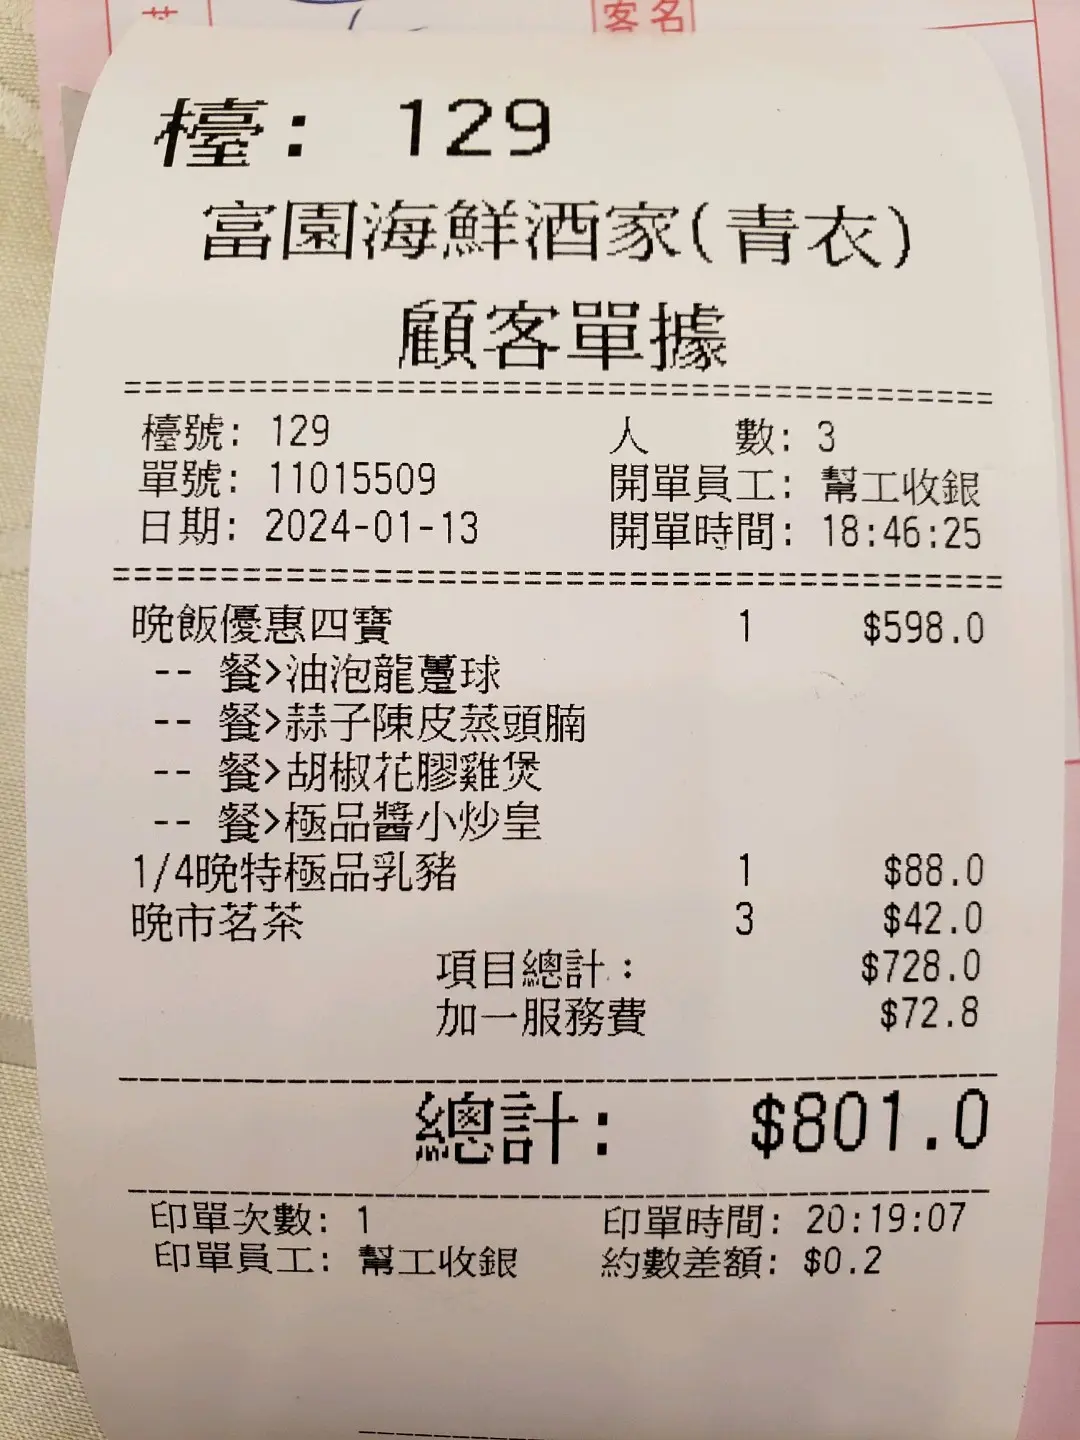 客名
檯: 129
富園海鮮酒家(青衣)
顧客單據
檯號: 129 人 數: 3
單號: 11015509 開單員工: 幫工收銀
日期: 2024-01-13 開單時間: 18:46:25
晚飯優惠四寶 1 $598.0
-- 餐>油泡龍躉球
-- 餐>蒜子陳皮蒸頭腩
-- 餐>胡椒花膠雞煲
-- 餐>極品醬小炒皇
1/4晚特極品乳豬 1 $88.0
晚市茗茶 3 $42.0
項目總計: $728.0
加一服務費 $72.8
總計: $801.0
印單次數: 1 印單時間: 20:19:07
印單員工: 幫工收銀 約數差額: $0.2